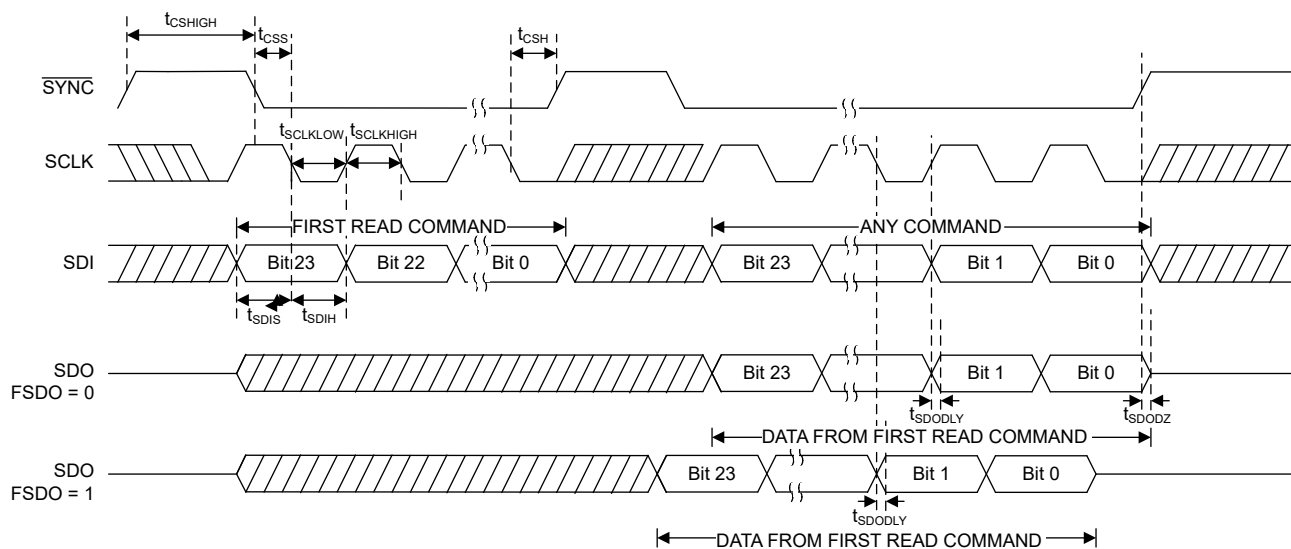 tCSHIGH
tCSS
tCSH
SYNC
tSCLKLOW
tSCLKHIGH
SCLK
FIRST READ COMMAND
ANY COMMAND
SDI
Bit 23
Bit 22
Bit 0
Bit 23
Bit 1
Bit 0
tSDIS
tSDIH
SDO
FSDO = 0
Bit 23
Bit 1
Bit 0
tSDODLY
tSDODZ
DATA FROM FIRST READ COMMAND
SDO
FSDO = 1
Bit 23
Bit 1
Bit 0
tSDODLY
DATA FROM FIRST READ COMMAND